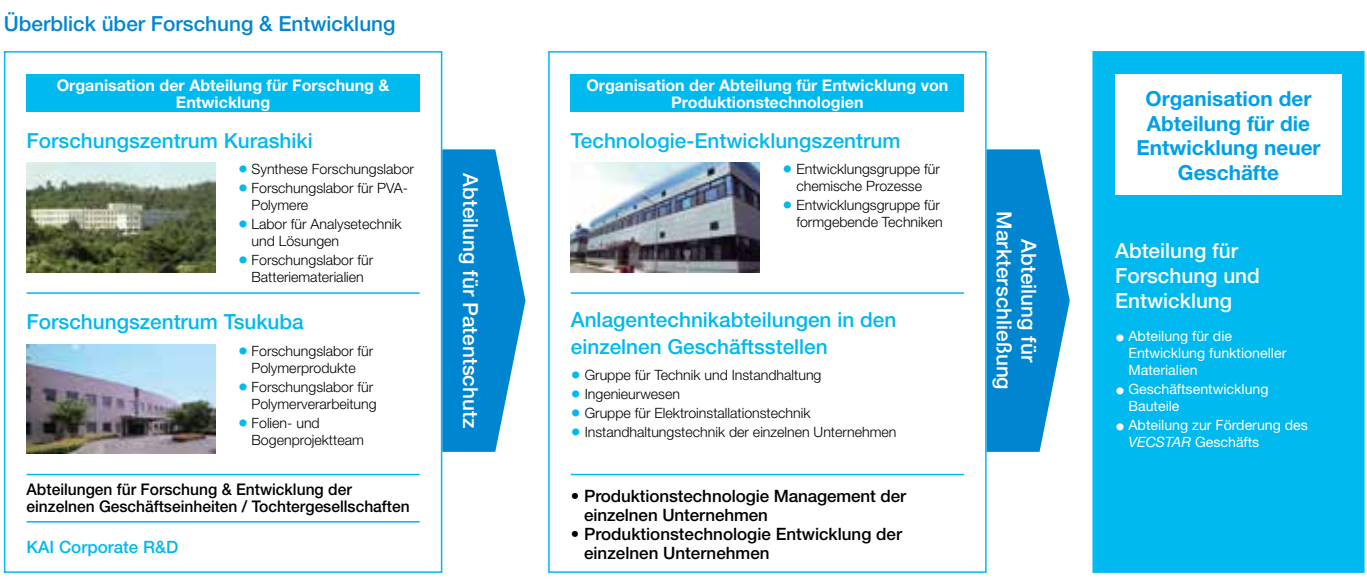 Überblick über Forschung & Entwicklung
Organisation der Abteilung für Forschung &
Entwicklung
Forschungszentrum Kurashiki
Synthese Forschungslabor
Forschungslabor für PVA-
Polymere
Labor für Analysetechnik
und Lösungen
Forschungslabor für
Batteriematerialien
Forschungszentrum Tsukuba
Forschungslabor für
Polymerprodukte
Forschungslabor für
Polymerverarbeitung
Folien- und
Bogenprojektteam
Abteilungen für Forschung & Entwicklung der
einzelnen Geschäftseinheiten / Tochtergesellschaften
KAI Corporate R&D
Abteilung für Patentschutz
Organisation der Abteilung für Entwicklung von
Produktionstechnologien
Technologie-Entwicklungszentrum
Entwicklungsgruppe für
chemische Prozesse
Entwicklungsgruppe für
formgebende Techniken
Anlagentechnikabteilungen in den
einzelnen Geschäftsstellen
Gruppe für Technik und Instandhaltung
Ingenieurwesen
Gruppe für Elektroinstallationstechnik
Instandhaltungstechnik der einzelnen Unternehmen
• Produktionstechnologie Management der
einzelnen Unternehmen
• Produktionstechnologie Entwicklung der
einzelnen Unternehmen
Abteilung für
Markterschließung
Organisation der
Abteilung für die
Entwicklung neuer
Geschäfte
Abteilung für
Forschung und
Entwicklung
Abteilung für die
Entwicklung funktioneller
Materialien
Geschäftsentwicklung
Bauteile
Abteilung zur Förderung des
VECSTAR Geschäfts